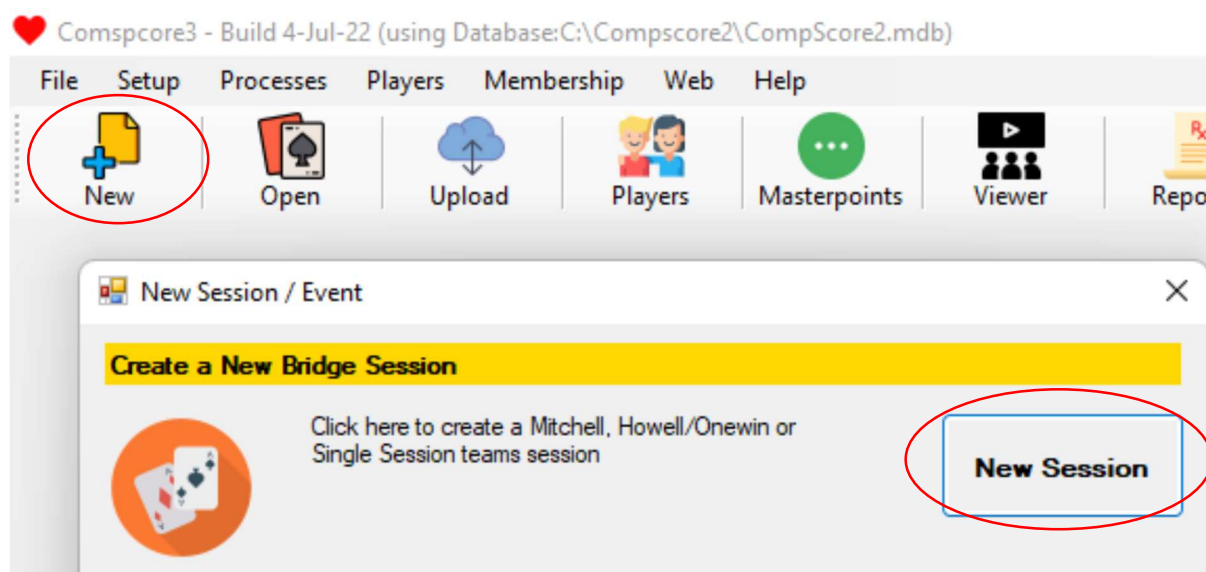 Comspcore3 - Build 4-Jul-22 (using Database:C:\Compscore2\CompScore2.mdb)
File Setup Processes Players Membership Web Help
New Open Upload Players Masterpoints Viewer Repo
New Session / Event
Create a New Bridge Session
Click here to create a Mitchell, Howell/Onewin or
Single Session teams session
New Session